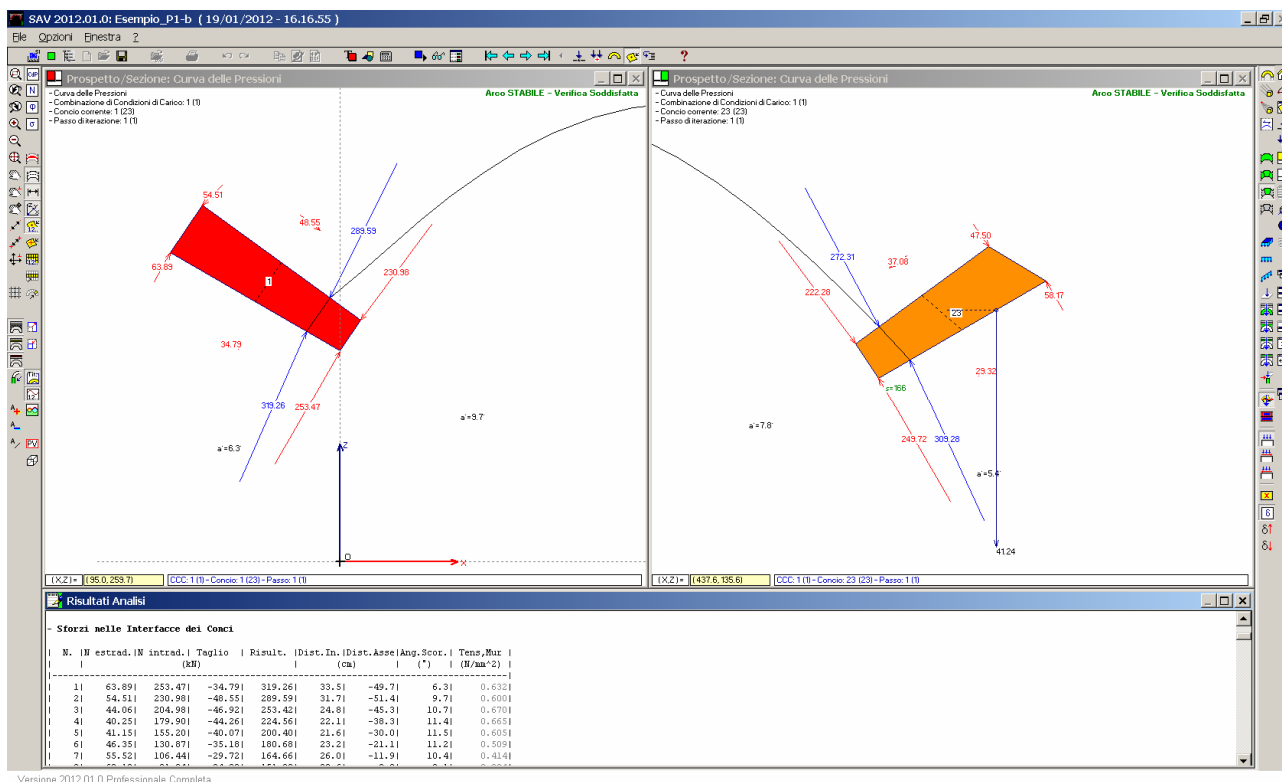 SAV 2012.01.0: Esempio_P1-b ( 19/01/2012 - 16.16.55 )
File Opzioni Finestra ?
Prospetto/Sezione: Curva delle Pressioni
- Curva delle Pressioni
- Combinazione di Condizioni di Carico: 1 (1)
- Concio corrente: 1 (23)
- Passo di iterazione: 1 (1)
Arco STABILE - Verifica Soddisfatta
54.51
48.55
289.59
63.89
230.98
1
34.79
319.26
253.47
a'=9.7'
a'=6.3'
Z
O
X
(X,Z) = (95.0, 259.7) CCC: 1 (1) - Concio: 1 (23) - Passo: 1 (1)
Prospetto/Sezione: Curva delle Pressioni
- Curva delle Pressioni
- Combinazione di Condizioni di Carico: 1 (1)
- Concio corrente: 23 (23)
- Passo di iterazione: 1 (1)
Arco STABILE - Verifica Soddisfatta
47.50
272.31
37.08
222.28
58.17
23
29.32
s=166
a'=7.8'
249.72
309.28
a'=5.4'
41.24
(X,Z) = (437.6, 135.6) CCC: 1 (1) - Concio: 23 (23) - Passo: 1 (1)
Risultati Analisi
- Sforzi nelle Interfacce dei Conci
| N. |N estrad.|N intrad.| Taglio | Risult. |Dist.In.|Dist.Asse|Ang.Scor.| Tens,Mur |
| | (kN) | (cm) | (°) | (N/mm^2) |
| 1| 63.89| 253.47| -34.79| 319.26| 33.5| -49.7| 6.3| 0.632|
| 2| 54.51| 230.98| -48.55| 289.59| 31.7| -51.4| 9.7| 0.600|
| 3| 44.06| 204.98| -46.92| 253.42| 24.8| -45.3| 10.7| 0.670|
| 4| 40.25| 179.90| -44.26| 224.56| 22.1| -38.3| 11.4| 0.665|
| 5| 41.15| 155.20| -40.07| 200.40| 21.6| -30.0| 11.5| 0.605|
| 6| 46.35| 130.87| -35.18| 180.68| 23.2| -21.1| 11.2| 0.509|
| 7| 55.52| 106.44| -29.72| 164.66| 26.0| -11.9| 10.4| 0.414|
Versione 2012.01.0 Professionale Completa